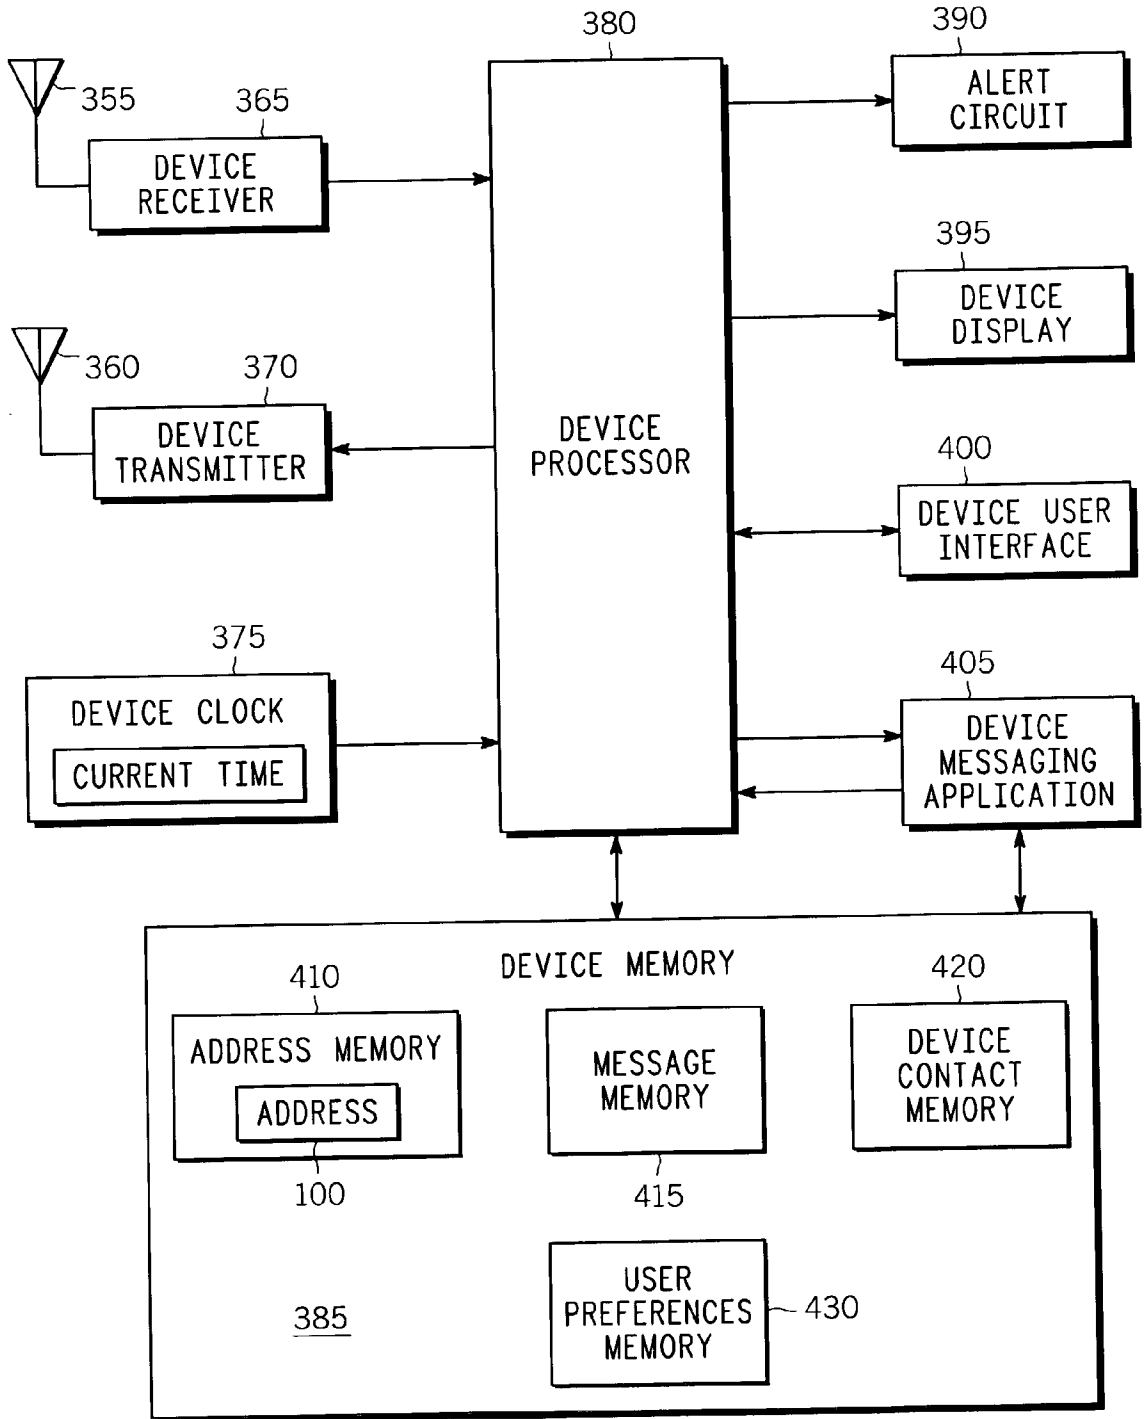 380
390
355
365
ALERT
CIRCUIT
DEVICE
RECEIVER
395
DEVICE
DISPLAY
360
370
DEVICE
TRANSMITTER
DEVICE
PROCESSOR
400
DEVICE USER
INTERFACE
375
DEVICE CLOCK
CURRENT TIME
405
DEVICE
MESSAGING
APPLICATION
DEVICE MEMORY
410
ADDRESS MEMORY
ADDRESS
100
MESSAGE
MEMORY
415
420
DEVICE
CONTACT
MEMORY
385
USER
PREFERENCES
MEMORY
430